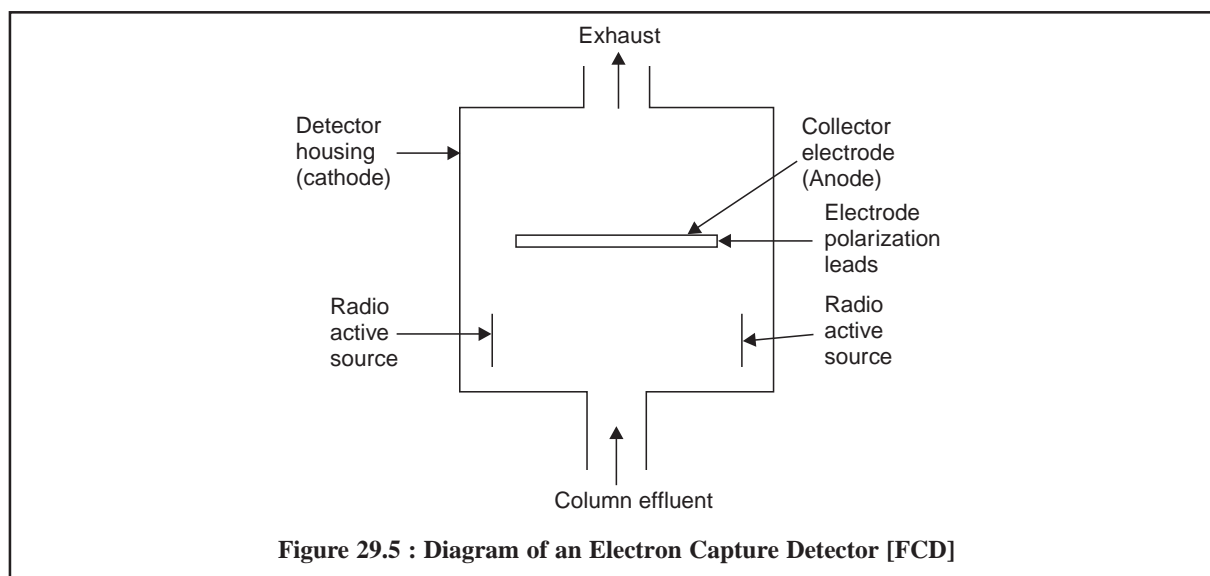 Exhaust
Detector
housing
(cathode)
Collector
electrode
(Anode)
Electrode
polarization
leads
Radio
active
source
Radio
active
source
Column effluent
Figure 29.5 : Diagram of an Electron Capture Detector [FCD]